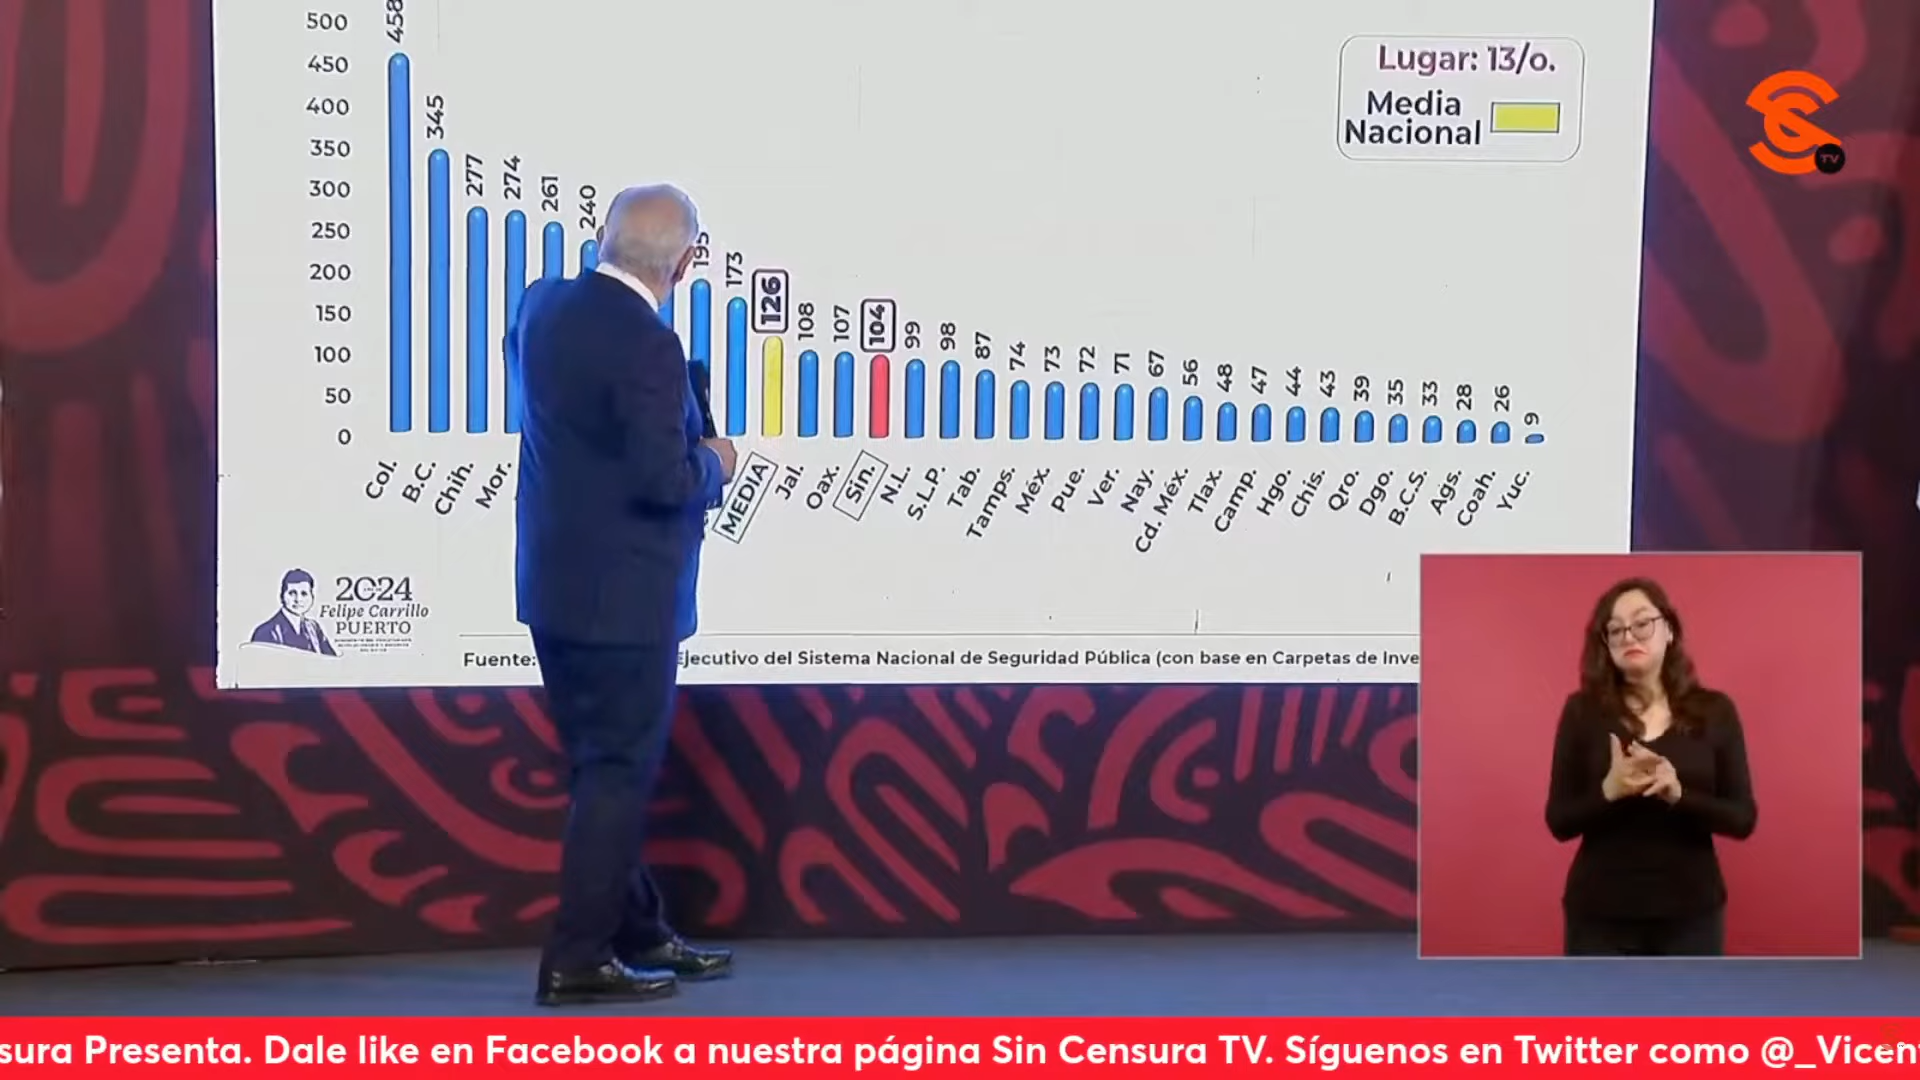 500
450
400
350
300
250
200
150
100
50
0
458
345
277
274
261
240
195
173
126
108
107
104
99
98
87
74
73
72
71
67
56
48
47
44
43
39
35
33
28
26
9
Col.
B.C.
Chih.
Mor.
MEDIA
Jal.
Oax.
Sin.
N.L.
S.L.P.
Tab.
Tamps.
Méx.
Pue.
Ver.
Nay.
Cd. Méx.
Tlax.
Camp.
Hgo.
Chis.
Qro.
Dgo.
B.C.S.
Ags.
Coah.
Yuc.
Lugar: 13/o.
Media
Nacional
TV
2024
Felipe Carrillo
PUERTO
Fuente:
Ejecutivo del Sistema Nacional de Seguridad Pública (con base en Carpetas de Inve
sura Presenta. Dale like en Facebook a nuestra página Sin Censura TV. Síguenos en Twitter como @_Vicen